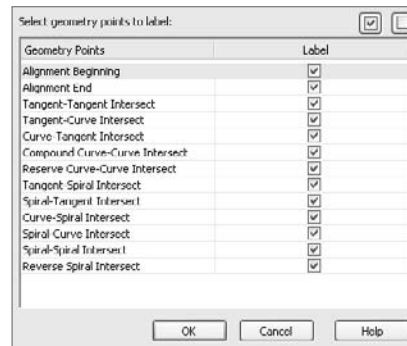 Select geometry points to label:
Geometry Points Label
Alignment Beginning
Alignment End
Tangent-Tangent Intersect
Tangent-Curve Intersect
Curve-Tangent Intersect
Compound Curve-Curve Intersect
Reserve Curve-Curve Intersect
Tangent-Spiral Intersect
Spiral-Tangent Intersect
Curve-Spiral Intersect
Spiral-Curve Intersect
Spiral-Spiral Intersect
Reverse Spiral Intersect
OK Cancel Help